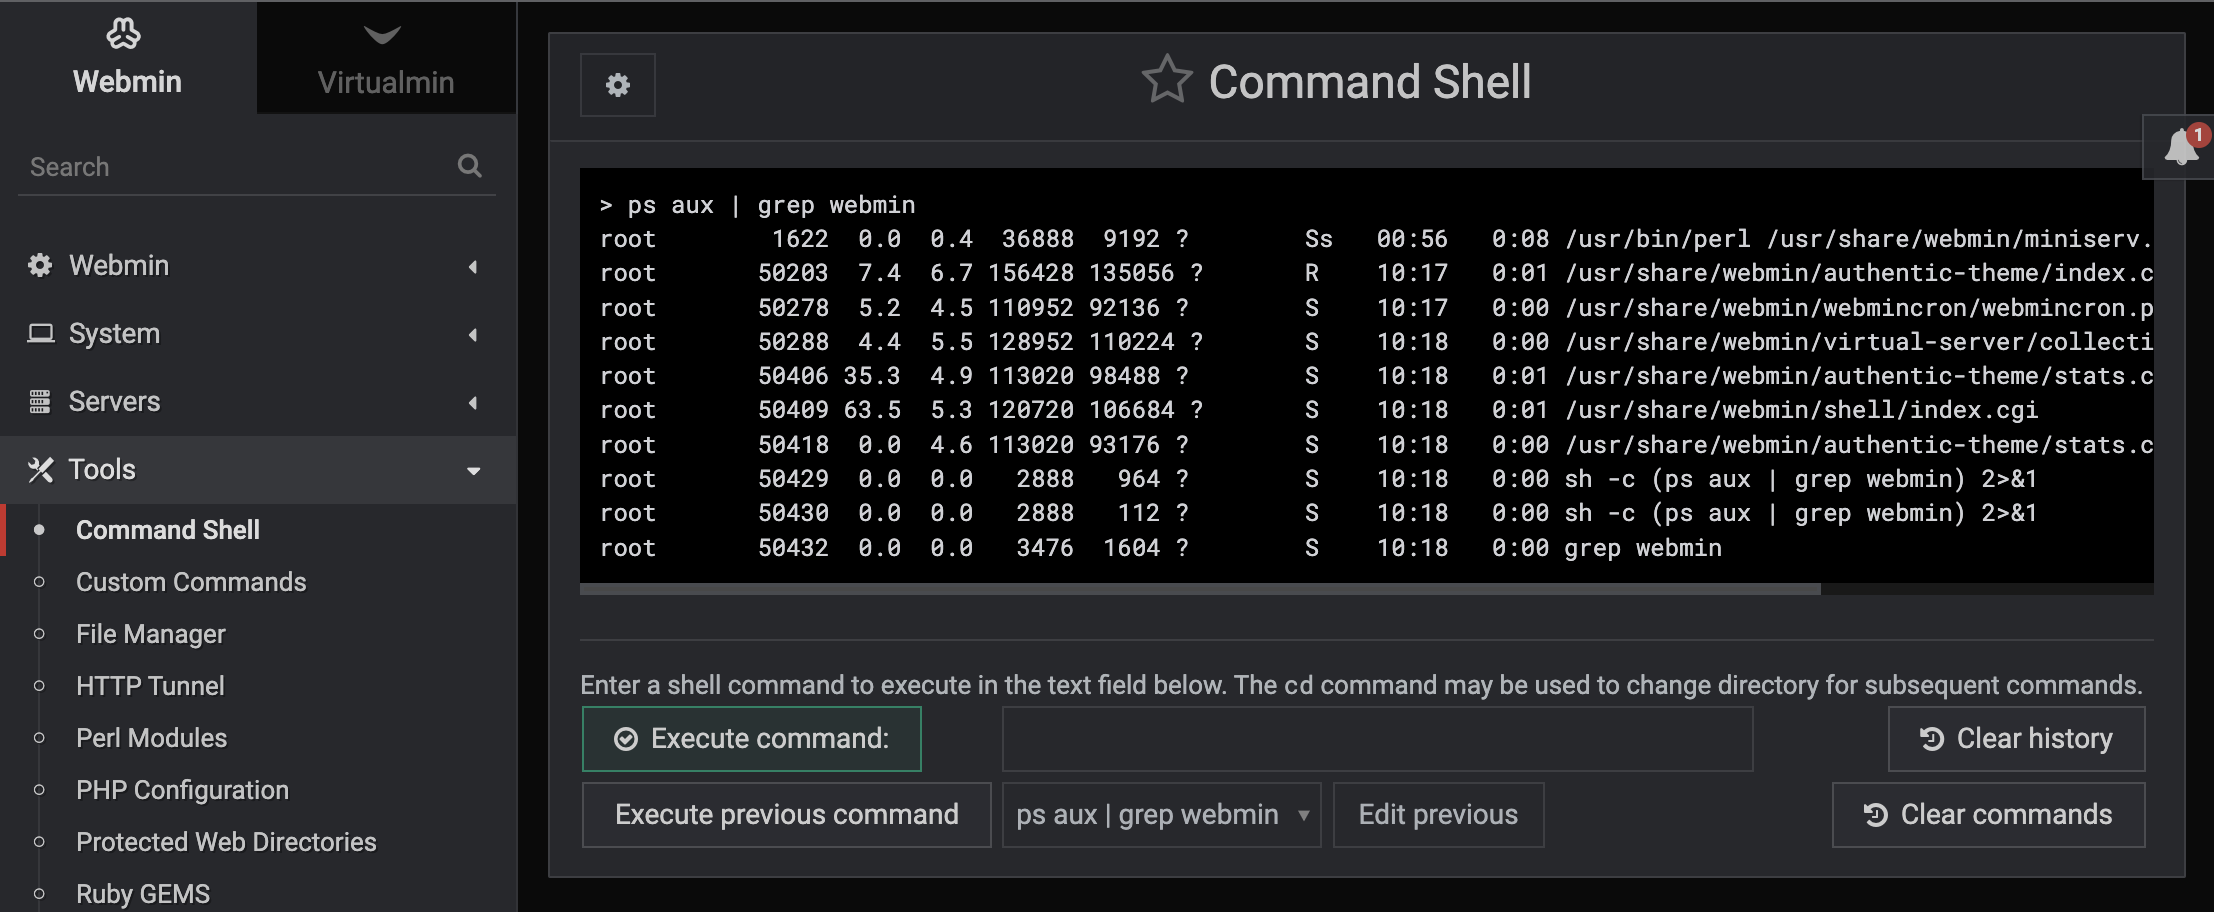 Webmin
Virtualmin
Search
Webmin
System
Servers
Tools
Command Shell
Custom Commands
File Manager
HTTP Tunnel
Perl Modules
PHP Configuration
Protected Web Directories
Ruby GEMS
Command Shell
1
> ps aux | grep webmin
root 1622 0.0 0.4 36888 9192 ? Ss 00:56 0:08 /usr/bin/perl /usr/share/webmin/miniserv.
root 50203 7.4 6.7 156428 135056 ? R 10:17 0:01 /usr/share/webmin/authentic-theme/index.c
root 50278 5.2 4.5 110952 92136 ? S 10:17 0:00 /usr/share/webmin/webmincron/webmincron.p
root 50288 4.4 5.5 128952 110224 ? S 10:18 0:00 /usr/share/webmin/virtual-server/collecti
root 50406 35.3 4.9 113020 98488 ? S 10:18 0:01 /usr/share/webmin/authentic-theme/stats.c
root 50409 63.5 5.3 120720 106684 ? S 10:18 0:01 /usr/share/webmin/shell/index.cgi
root 50418 0.0 4.6 113020 93176 ? S 10:18 0:00 /usr/share/webmin/authentic-theme/stats.c
root 50429 0.0 0.0 2888 964 ? S 10:18 0:00 sh -c (ps aux | grep webmin) 2>&1
root 50430 0.0 0.0 2888 112 ? S 10:18 0:00 sh -c (ps aux | grep webmin) 2>&1
root 50432 0.0 0.0 3476 1604 ? S 10:18 0:00 grep webmin
Enter a shell command to execute in the text field below. The cd command may be used to change directory for subsequent commands.
Execute command:
Clear history
Execute previous command
ps aux | grep webmin
Edit previous
Clear commands